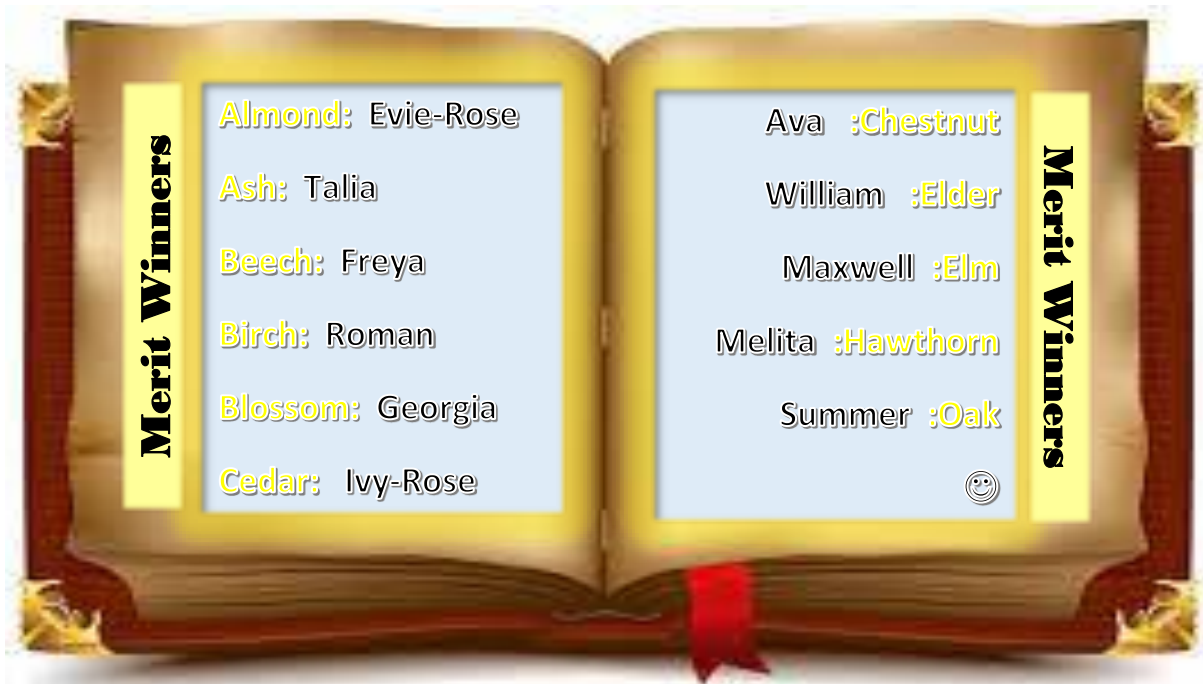 Merit Winners
Almond: Evie-Rose
Ash: Talia
Beech: Freya
Birch: Roman
Blossom: Georgia
Cedar: Ivy-Rose
Ava :Chestnut
William :Elder
Maxwell :Elm
Melita :Hawthorn
Summer :Oak
☺
Merit Winners